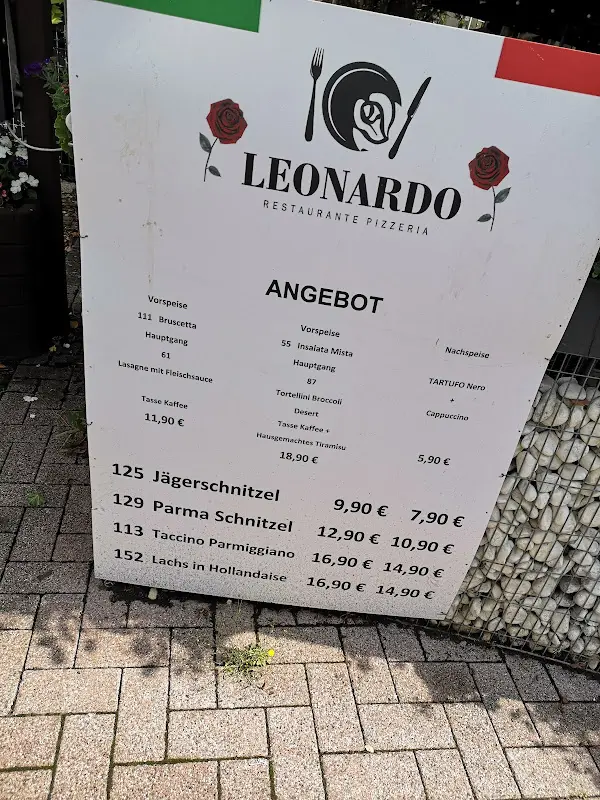 LEONARDO
RESTAURANTE PIZZERIA
ANGEBOT
Vorspeise
111 Bruscetta
Hauptgang
61
Lasagne mit Fleischsauce
Tasse Kaffee
11,90 €
Vorspeise
55 Insalata Mista
Hauptgang
87
Tortellini Broccoli
Desert
Tasse Kaffee +
Hausgemachtes Tiramisu
18,90 €
Nachspeise
TARTUFO Nero
+
Cappuccino
5,90 €
125 Jägerschnitzel 9,90 € 7,90 €
129 Parma Schnitzel 12,90 € 10,90 €
113 Taccino Parmiggiano 16,90 € 14,90 €
152 Lachs in Hollandaise 16,90 € 14,90 €